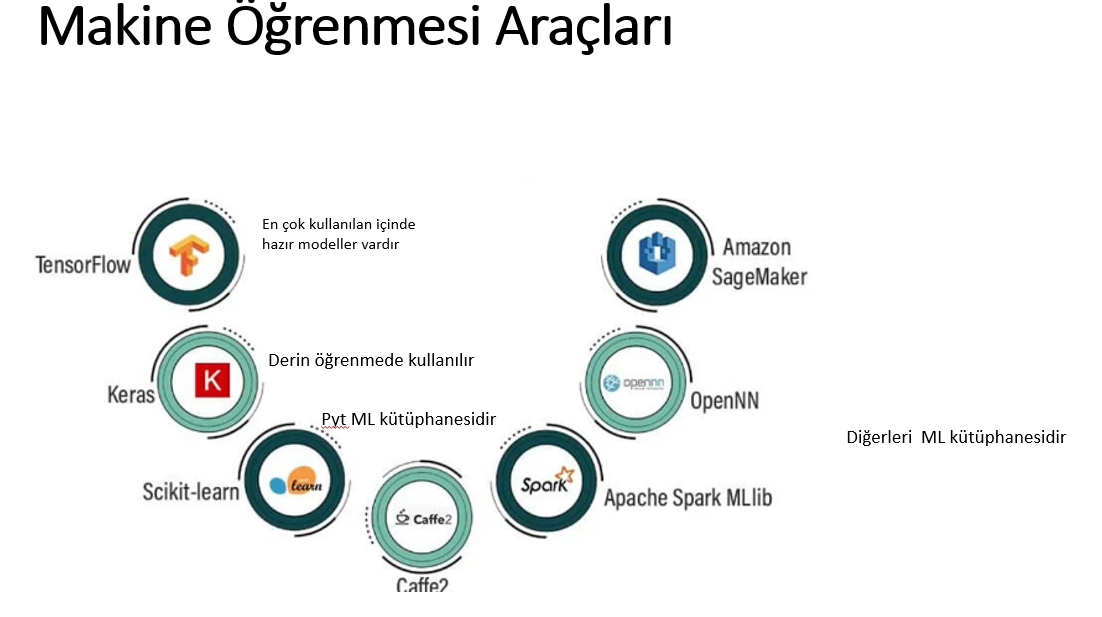 Makine Öğrenmesi Araçları
En çok kullanılan içinde
hazır modeller vardır
TensorFlow
Amazon
SageMaker
K
Derin öğrenmede kullanılır
Keras
opennn
OpenNN
Pyt ML kütüphanesidir
Diğerleri ML kütüphanesidir
learn
Scikit-learn
Spark
Apache Spark MLlib
Caffe2
Caffe2